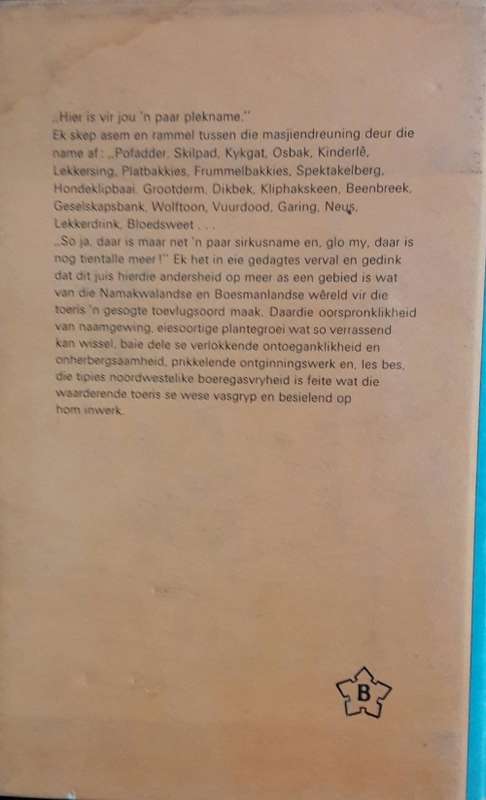 „Hier is vir jou 'n paar plekname.”
Ek skep asem en rammel tussen die masjiendreuning deur die
name af: „Pofadder, Skilpad, Kykgat, Osbak, Kinderlê,
Lekkersing, Platbakkies, Frummelbakkies, Spektakelberg,
Hondeklipbaai, Grootderm, Dikbek, Kliphakskeen, Beenbreek,
Geselskapsbank, Wolftoon, Vuurdood, Garing, Neus,
Lekkerdrink, Bloedsweet . . .
„So ja, daar is maar net 'n paar sirkusname en, glo my, daar is
nog tientalle meer!” Ek het in eie gedagtes verval en gedink
dat dit juis hierdie andersheid op meer as een gebied is wat
van die Namakwalandse en Boesmanlandse wêreld vir die
toeris 'n gesogte toevlugsoord maak. Daardie oorspronklikheid
van naamgewing, eiesoortige plantegroei wat so verrassend
kan wissel, baie dele se verlokkende ontoeganklikheid en
onherbergsaamheid, prikkelende ontginningswerk en, les bes,
die tipies noordwestelike boeregasvryheid is feite wat die
waarderende toeris se wese vasgryp en besielend op
hom inwerk.
B